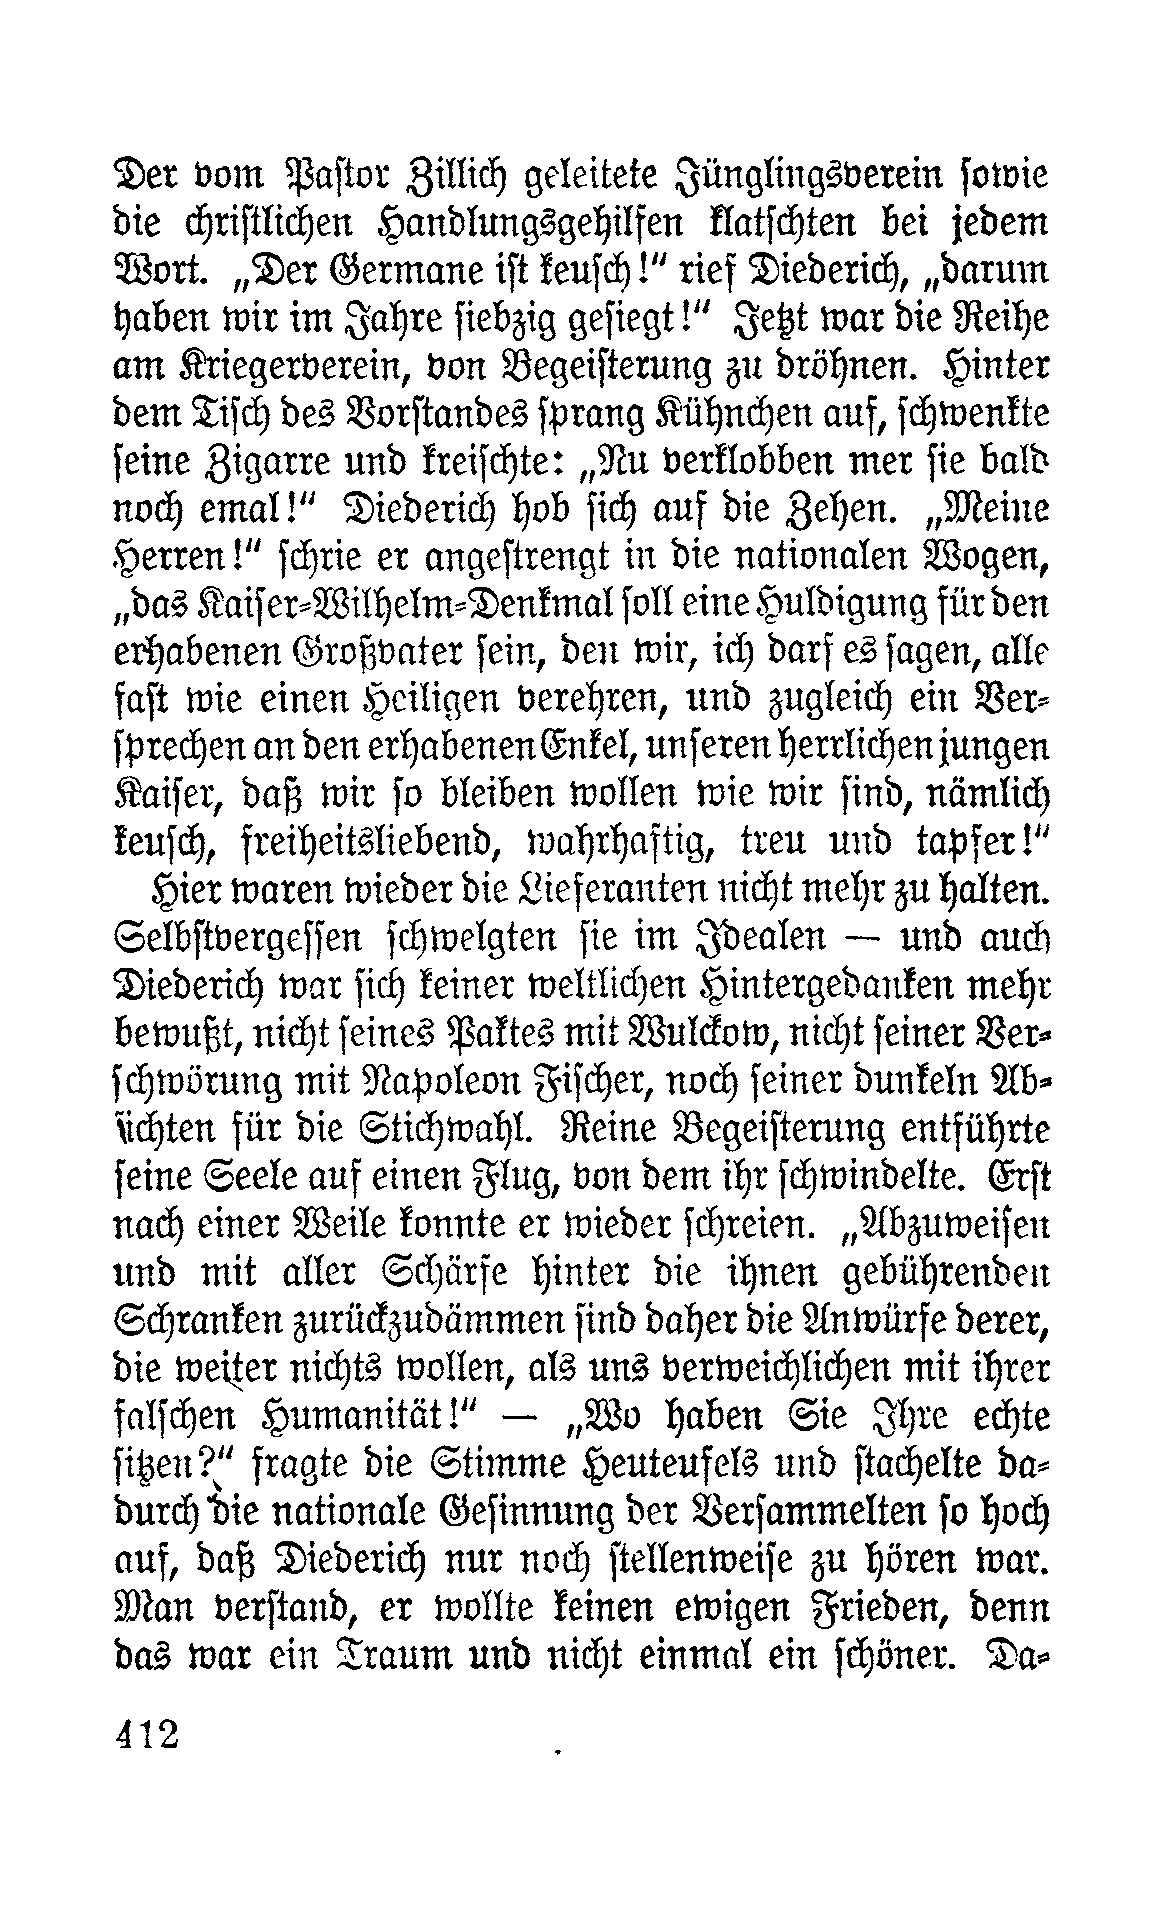 Der vom Paſtor Zillich geleitete Jünglingsverein ſowie
die chriſtlichen Handlungsgehilfen klatſchten bei jedem
Wort. „Der Germane iſt keuſch!“ rief Diederich, „darum
haben wir im Jahre ſiebzig geſiegt!“ Jetzt war die Reihe
am Kriegerverein, von Begeiſterung zu dröhnen. Hinter
dem Tiſch des Vorſtandes ſprang Kühnchen auf, ſchwenkte
ſeine Zigarre und kreiſchte: „Nu verklobben mer ſie bald
noch emal!“ Diederich hob ſich auf die Zehen. „Meine
Herren!“ ſchrie er angeſtrengt in die nationalen Wogen,
„das Kaiſer-Wilhelm-Denkmal ſoll eine Huldigung für den
erhabenen Großvater ſein, den wir, ich darf es ſagen, alle
faſt wie einen Heiligen verehren, und zugleich ein Ver-
ſprechen an den erhabenen Enkel, unſeren herrlichen jungen
Kaiſer, daß wir ſo bleiben wollen wie wir ſind, nämlich
keuſch, freiheitsliebend, wahrhaftig, treu und tapfer!“
Hier waren wieder die Lieferanten nicht mehr zu halten.
Selbſtvergeſſen ſchwelgten ſie im Idealen — und auch
Diederich war ſich keiner weltlichen Hintergedanken mehr
bewußt, nicht ſeines Paktes mit Wulckow, nicht ſeiner Ver-
ſchwörung mit Napoleon Fiſcher, noch ſeiner dunkeln Ab-
ſichten für die Stichwahl. Reine Begeiſterung entführte
ſeine Seele auf einen Flug, von dem ihr ſchwindelte. Erſt
nach einer Weile konnte er wieder ſchreien. „Abzuweiſen
und mit aller Schärfe hinter die ihnen gebührenden
Schranken zurückzudämmen ſind daher die Anwürfe derer,
die weiter nichts wollen, als uns verweichlichen mit ihrer
falſchen Humanität!“ — „Wo haben Sie Ihre echte
ſitzen?“ fragte die Stimme Heuteufels und ſtachelte da-
durch die nationale Geſinnung der Verſammelten ſo hoch
auf, daß Diederich nur noch ſtellenweiſe zu hören war.
Man verſtand, er wollte keinen ewigen Frieden, denn
das war ein Traum und nicht einmal ein ſchöner. Da-
412